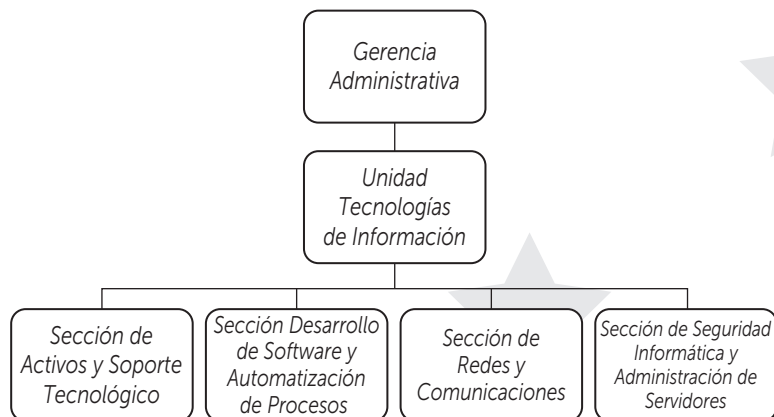 Gerencia
Administrativa
Unidad
Tecnologías
de Información
Sección de
Activos y Soporte
Tecnológico
Sección Desarrollo
de Software y
Automatización
de Procesos
Sección de
Redes y
Comunicaciones
Sección de Seguridad
Informática y
Administración de
Servidores